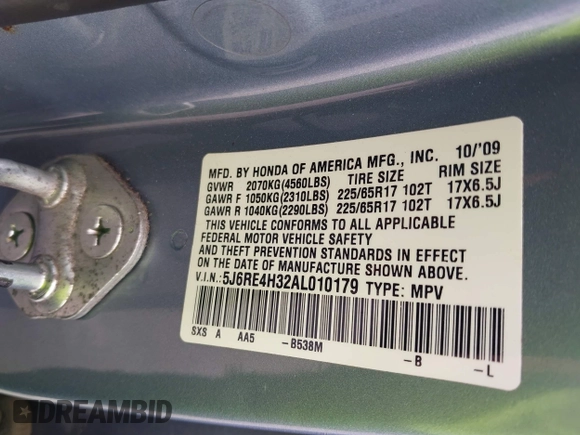 MFD. BY HONDA OF AMERICA MFG., INC. 10/'09
GVWR 2070KG(4560LBS) TIRE SIZE RIM SIZE
GAWR F 1050KG(2310LBS) 225/65R17 102T 17X6.5J
GAWR R 1040KG(2290LBS) 225/65R17 102T 17X6.5J
THIS VEHICLE CONFORMS TO ALL APPLICABLE
FEDERAL MOTOR VEHICLE SAFETY
AND THEFT PREVENTION STANDARDS IN EFFECT
ON THE DATE OF MANUFACTURE SHOWN ABOVE.
V.I.N.:5J6RE4H32AL010179 TYPE: MPV
SXS A AA5 -B538M -B -L
DREAMBID